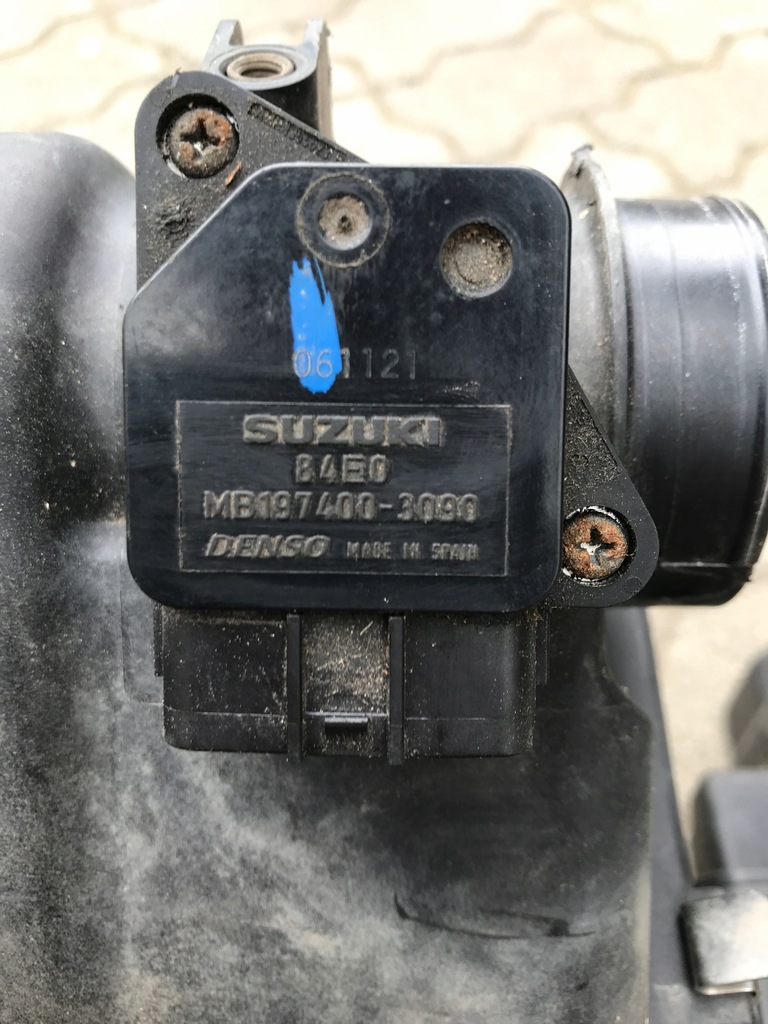 061121
SUZUKI
84E0
MB197400-3090
DENSO MADE IN SPAIN